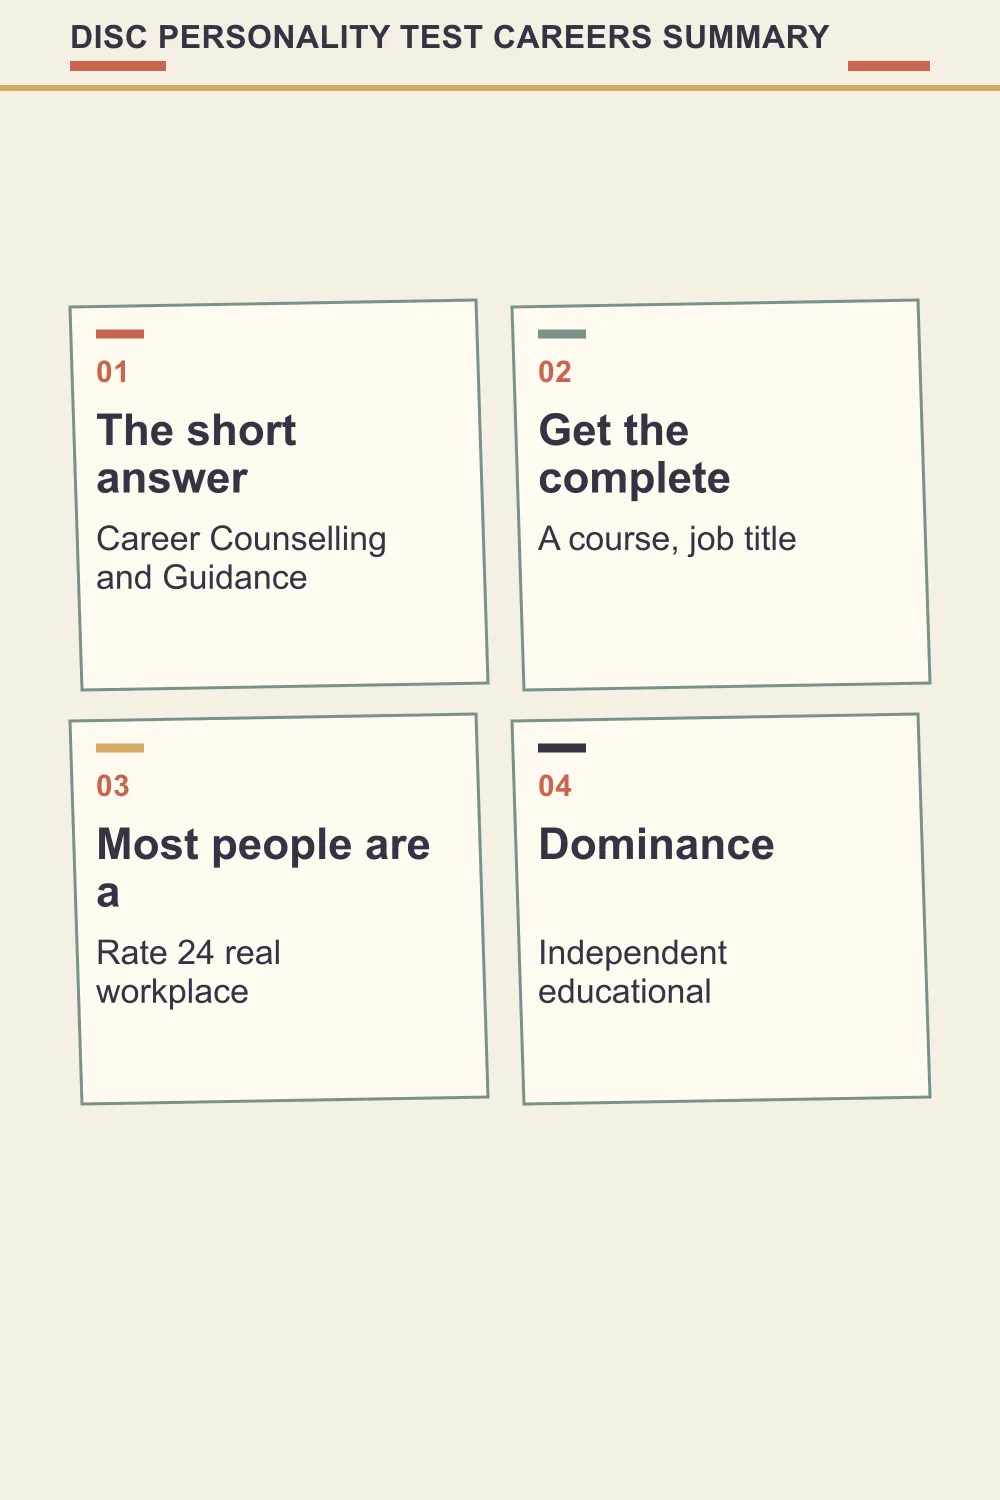 DISC PERSONALITY TEST CAREERS SUMMARY
01
The short
answer
Career Counselling
and Guidance
02
Get the
complete
A course, job title
03
Most people are
a
Rate 24 real
workplace
04
Dominance
Independent
educational